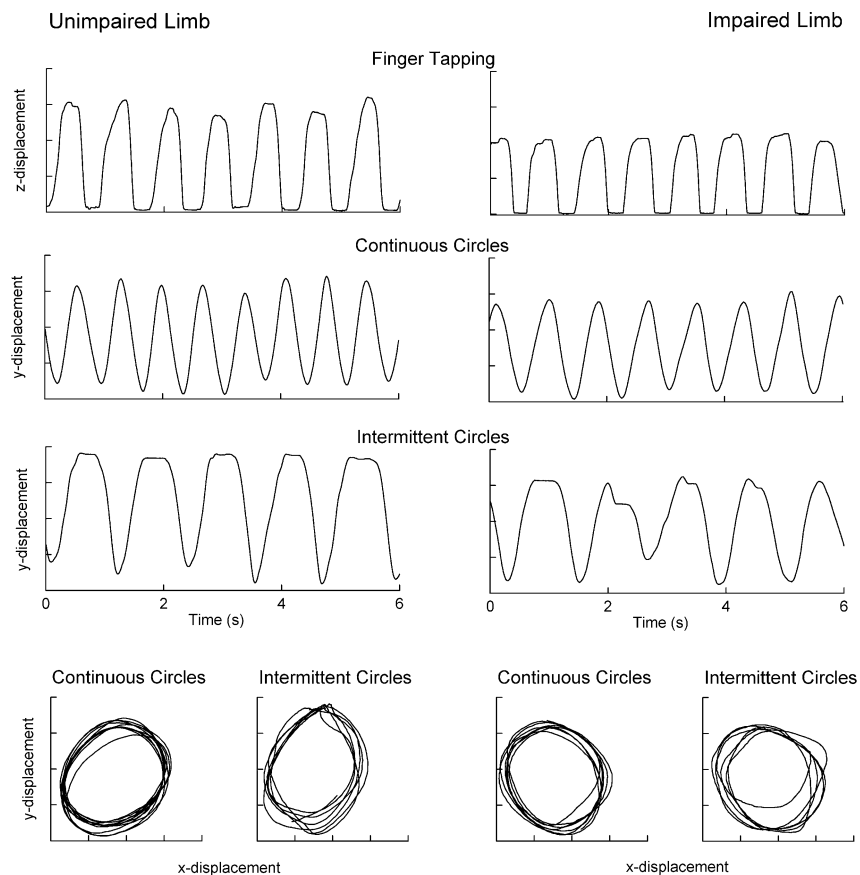 Unimpaired Limb
Impaired Limb
Finger Tapping
z-displacement
Continuous Circles
y-displacement
Intermittent Circles
y-displacement
0 2 4 6
Time (s)
0 2 4 6
Time (s)
Continuous Circles
Intermittent Circles
Continuous Circles
Intermittent Circles
y-displacement
x-displacement
x-displacement